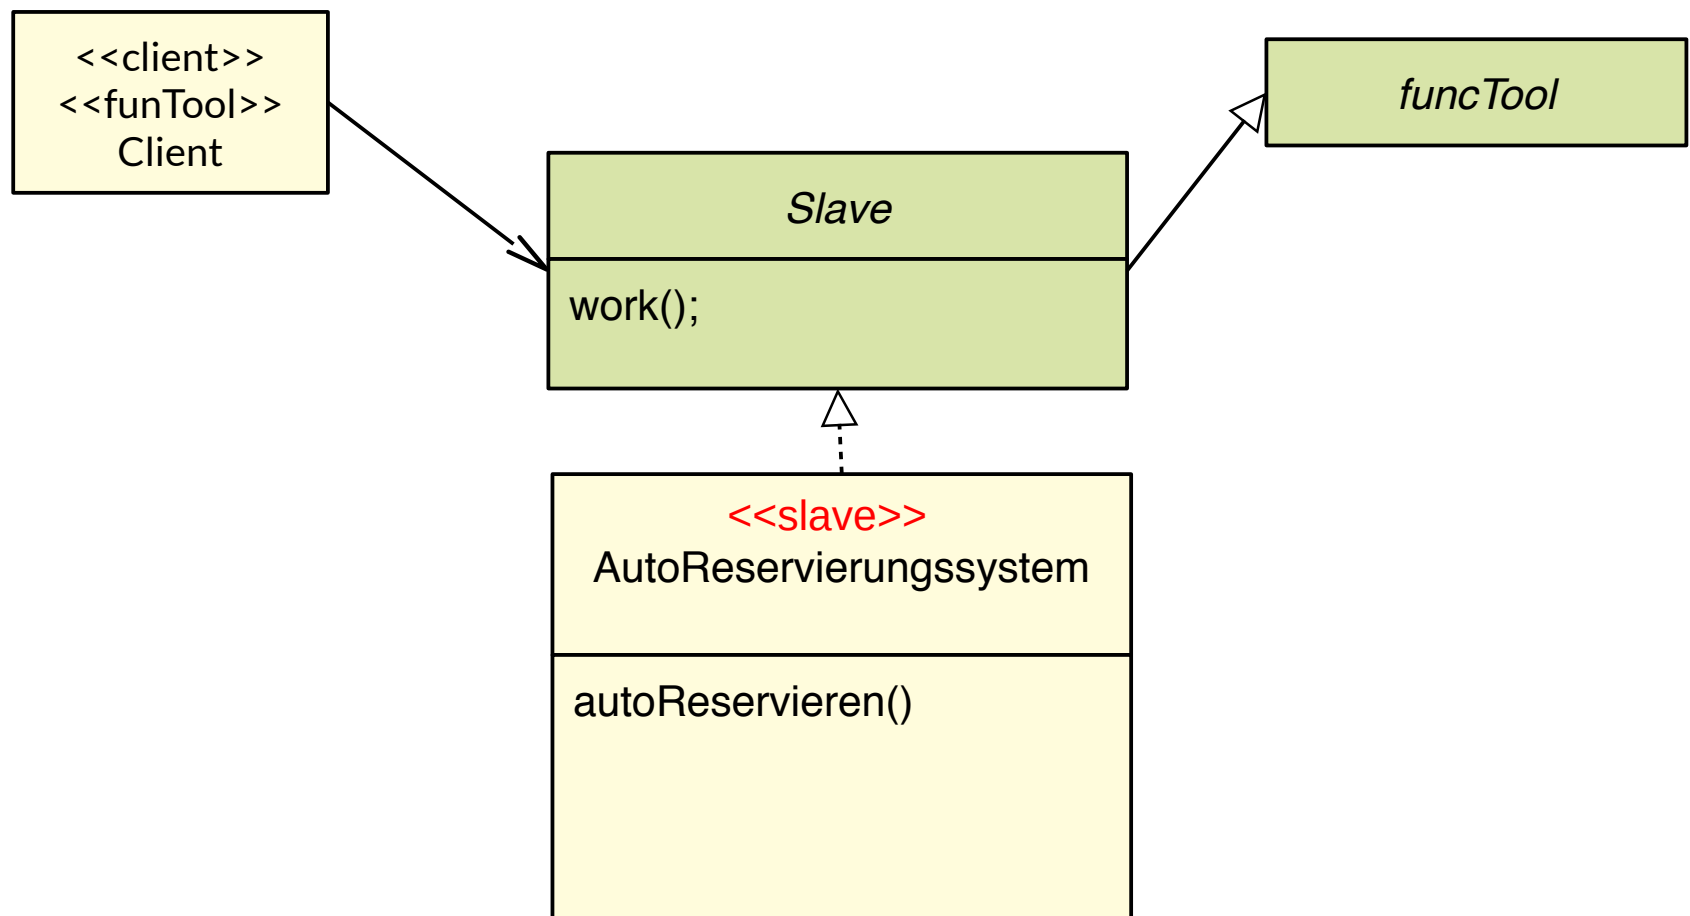 <<client>>
<<funTool>>
Client
funcTool
Slave
work();
<<slave>>
AutoReservierungssystem
autoReservieren()